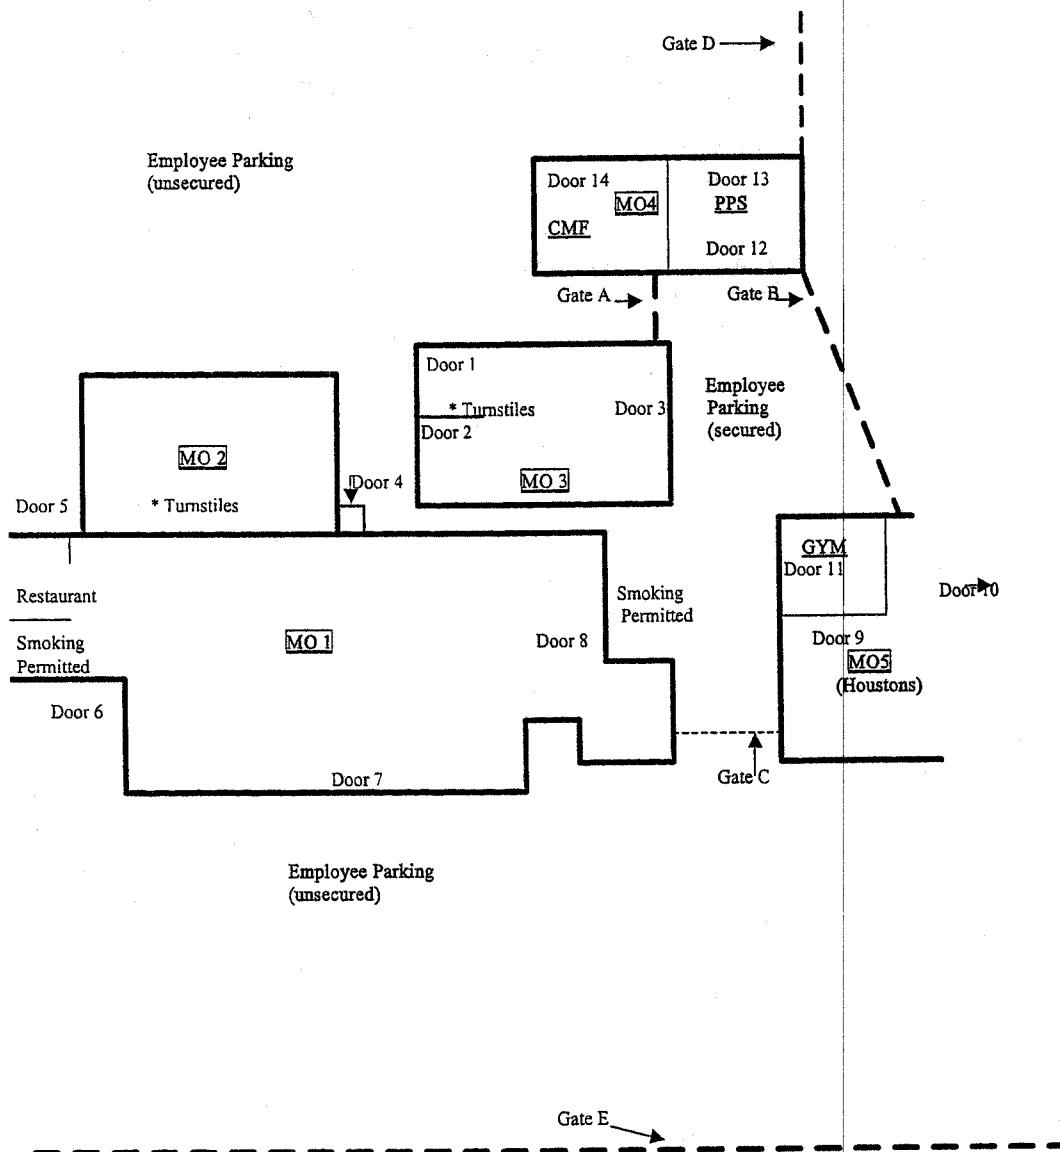 Gate D
Employee Parking
(unsecured)
Door 14
Door 13
MO4
PPS
CMF
Door 12
Gate A
Gate B
Door 1
Employee
Parking
(secured)
* Turnstiles
Door 3
Door 2
MO 2
MO 3
Door 4
Door 5
* Turnstiles
GYM
Door 11
Door 10
Restaurant
Smoking
Permitted
Smoking
Permitted
MO 1
Door 8
Door 9
MO5
(Houstons)
Door 6
Door 7
Gate C
Employee Parking
(unsecured)
Gate E